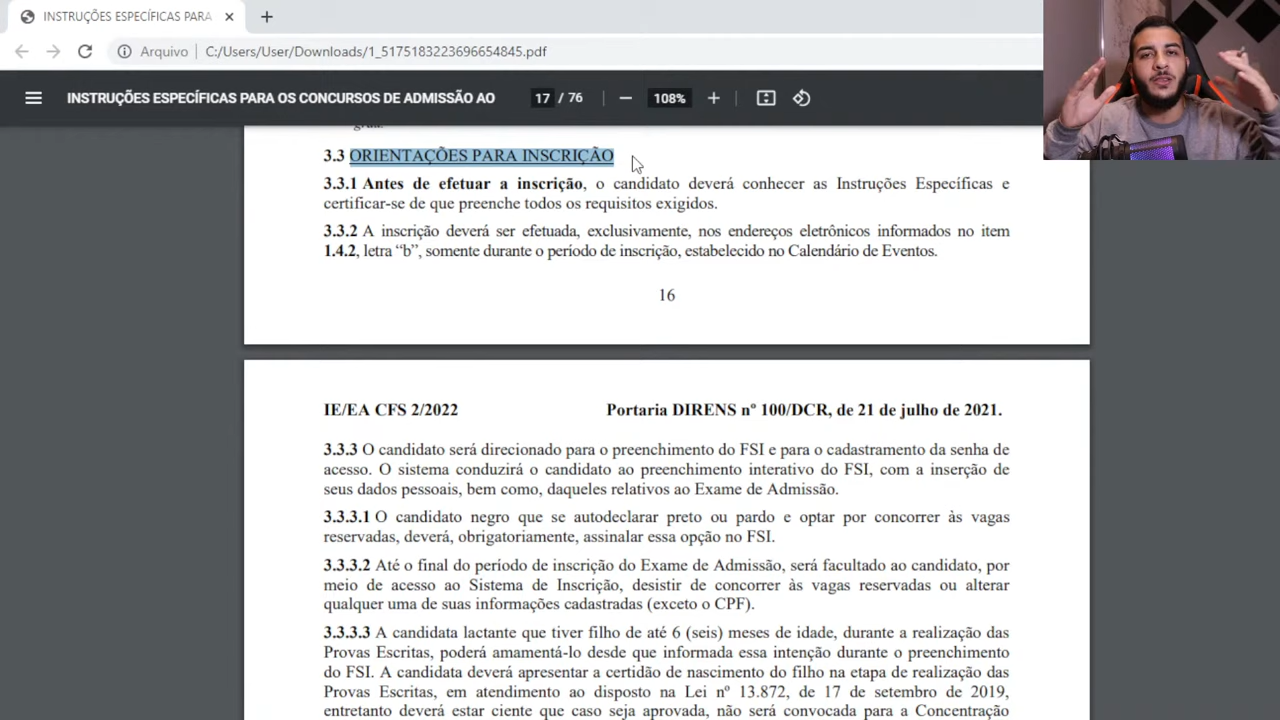 INSTRUÇÕES ESPECÍFICAS PARA
Arquivo C:/Users/User/Downloads/1_5175183223696654845.pdf
INSTRUÇÕES ESPECÍFICAS PARA OS CONCURSOS DE ADMISSÃO AO 17 / 76 108%
grau.
3.3 ORIENTAÇÕES PARA INSCRIÇÃO
3.3.1 Antes de efetuar a inscrição, o candidato deverá conhecer as Instruções Específicas e
certificar-se de que preenche todos os requisitos exigidos.
3.3.2 A inscrição deverá ser efetuada, exclusivamente, nos endereços eletrônicos informados no item
1.4.2, letra “b”, somente durante o período de inscrição, estabelecido no Calendário de Eventos.
16
IE/EA CFS 2/2022 Portaria DIRENS nº 100/DCR, de 21 de julho de 2021.
3.3.3 O candidato será direcionado para o preenchimento do FSI e para o cadastramento da senha de
acesso. O sistema conduzirá o candidato ao preenchimento interativo do FSI, com a inserção de
seus dados pessoais, bem como, daqueles relativos ao Exame de Admissão.
3.3.3.1 O candidato negro que se autodeclarar preto ou pardo e optar por concorrer às vagas
reservadas, deverá, obrigatoriamente, assinalar essa opção no FSI.
3.3.3.2 Até o final do período de inscrição do Exame de Admissão, será facultado ao candidato, por
meio de acesso ao Sistema de Inscrição, desistir de concorrer às vagas reservadas ou alterar
qualquer uma de suas informações cadastradas (exceto o CPF).
3.3.3.3 A candidata lactante que tiver filho de até 6 (seis) meses de idade, durante a realização das
Provas Escritas, poderá amamentá-lo desde que informada essa intenção durante o preenchimento
do FSI. A candidata deverá apresentar a certidão de nascimento do filho na etapa de realização das
Provas Escritas, em atendimento ao disposto na Lei nº 13.872, de 17 de setembro de 2019,
entretanto deverá estar ciente que caso seja aprovada, não será convocada para a Concentração